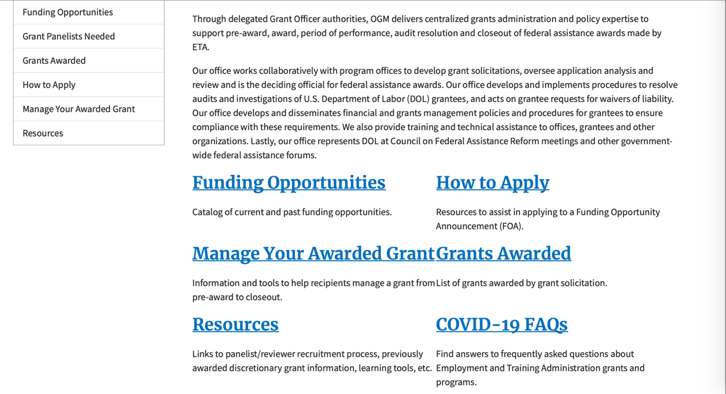 Funding Opportunities
Grant Panelists Needed
Grants Awarded
How to Apply
Manage Your Awarded Grant
Resources
Through delegated Grant Officer authorities, OGM delivers centralized grants administration and policy expertise to
support pre-award, award, period of performance, audit resolution and closeout of federal assistance awards made by
ETA.
Our office works collaboratively with program offices to develop grant solicitations, oversee application analysis and
review and is the deciding official for federal assistance awards. Our office develops and implements procedures to resolve
audits and investigations of U.S. Department of Labor (DOL) grantees, and acts on grantee requests for waivers of liability.
Our office develops and disseminates financial and grants management policies and procedures for grantees to ensure
compliance with these requirements. We also provide training and technical assistance to offices, grantees and other
organizations. Lastly, our office represents DOL at Council on Federal Assistance Reform meetings and other government-
wide federal assistance forums.
Funding Opportunities
Catalog of current and past funding opportunities.
How to Apply
Resources to assist in applying to a Funding Opportunity
Announcement (FOA).
Manage Your Awarded Grant
Information and tools to help recipients manage a grant from
pre-award to closeout.
Grants Awarded
List of grants awarded by grant solicitation.
Resources
Links to panelist/reviewer recruitment process, previously
awarded discretionary grant information, learning tools, etc.
COVID-19 FAQs
Find answers to frequently asked questions about
Employment and Training Administration grants and
programs.